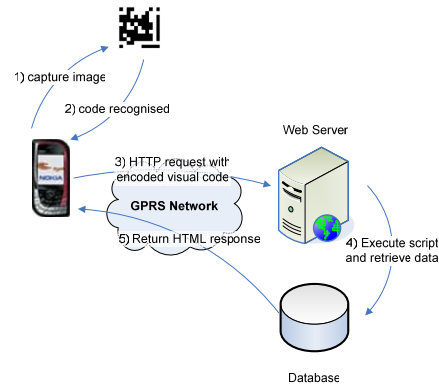 1) capture image
2) code recognised
Web Server
NOKIA
3) HTTP request with
encoded visual code
GPRS Network
5) Return HTML response
4) Execute script
and retrieve data
Database